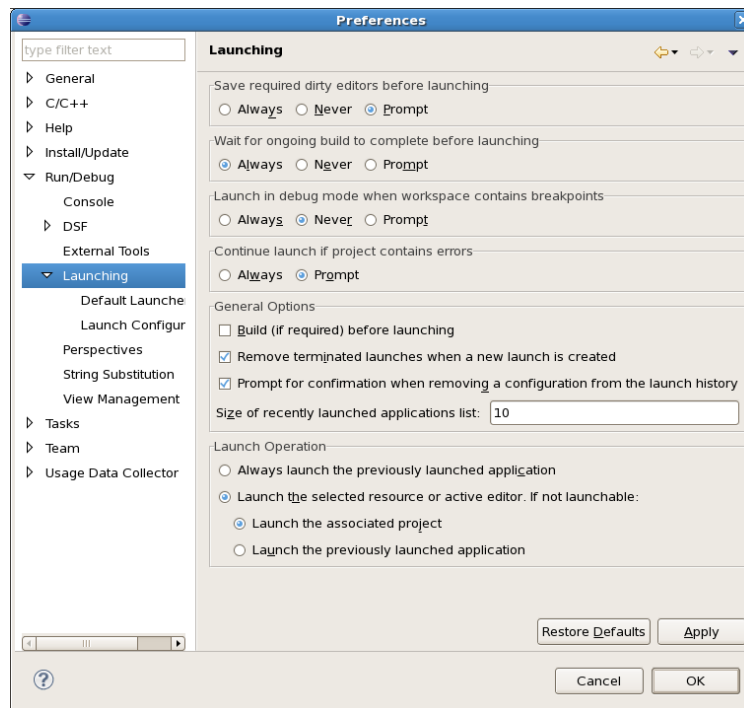 Preferences
type filter text
General
C/C++
Help
Install/Update
Run/Debug
Console
DSF
External Tools
Launching
Default Launche
Launch Configur
Perspectives
String Substitution
View Management
Tasks
Team
Usage Data Collector
Launching
Save required dirty editors before launching
Always Never Prompt
Wait for ongoing build to complete before launching
Always Never Prompt
Launch in debug mode when workspace contains breakpoints
Always Never Prompt
Continue launch if project contains errors
Always Prompt
General Options
Build (if required) before launching
Remove terminated launches when a new launch is created
Prompt for confirmation when removing a configuration from the launch history
Size of recently launched applications list: 10
Launch Operation
Always launch the previously launched application
Launch the selected resource or active editor. If not launchable:
Launch the associated project
Launch the previously launched application
Restore Defaults Apply
? Cancel OK